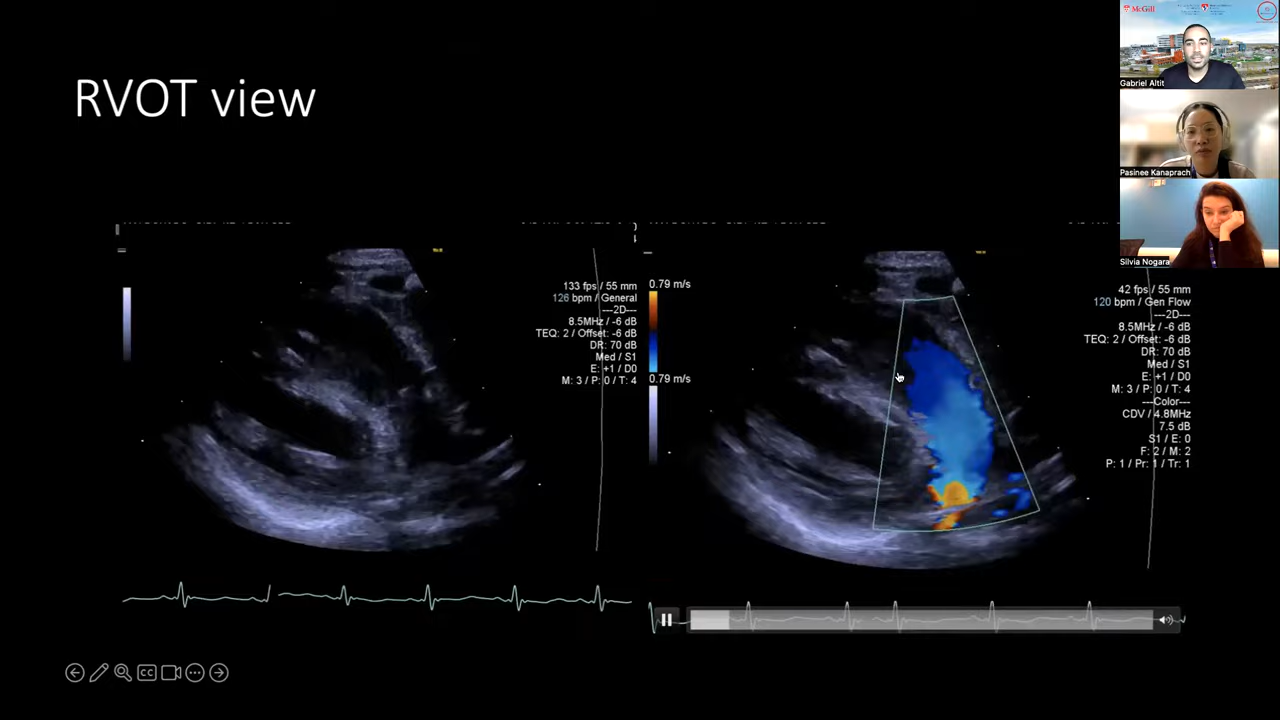 RVOT view
133 fps / 55 mm
126 bpm / General
---2D---
8.5MHz / -6 dB
TEQ: 2 / Offset: -6 dB
DR: 70 dB
Med / S1
E: +1 / D0
M: 3 / P: 0 / T: 4
0.79 m/s
0.79 m/s
42 fps / 55 mm
120 bpm / Gen Flow
---2D---
8.5MHz / -6 dB
TEQ: 2 / Offset: -6 dB
DR: 70 dB
Med / S1
E: +1 / D0
M: 3 / P: 0 / T: 4
---Color---
CDV / 4.8MHz
7.5 dB
S1 / E: 0
F: 2 / M: 2
P: 1 / Pr: 1 / Tr: 1
CC
McGill
Gabriel Altit
Pasinee Kanaprach
Silvia Nogara